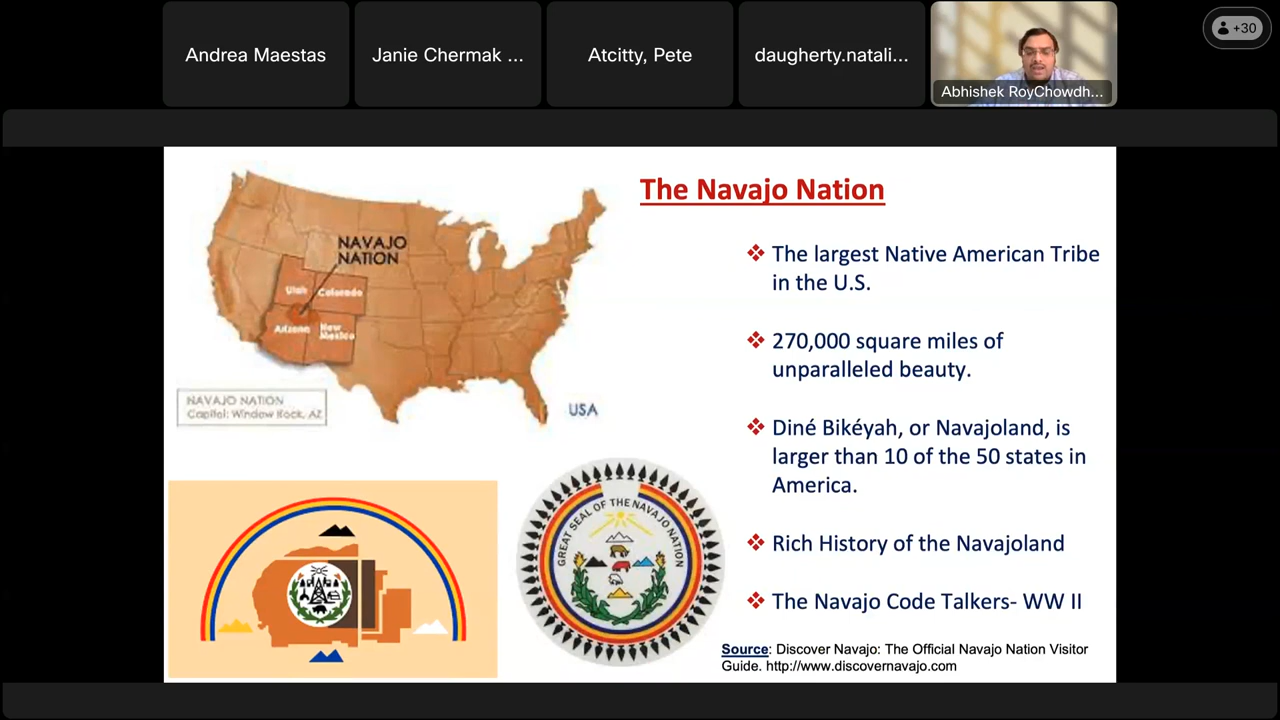 Andrea Maestas
Janie Chermak ...
Atcitty, Pete
daugherty.natali...
Abhishek RoyChowdh...
+30
The Navajo Nation
NAVAJO
NATION
Utah
Colorado
Arizona
New
Mexico
NAVAJO NATION
Capitol: Window Rock, AZ
USA
GREAT SEAL OF THE NAVAJO NATION
❖ The largest Native American Tribe
in the U.S.
❖ 270,000 square miles of
unparalleled beauty.
❖ Diné Bikéyah, or Navajoland, is
larger than 10 of the 50 states in
America.
❖ Rich History of the Navajoland
❖ The Navajo Code Talkers- WW II
Source: Discover Navajo: The Official Navajo Nation Visitor
Guide. http://www.discovernavajo.com